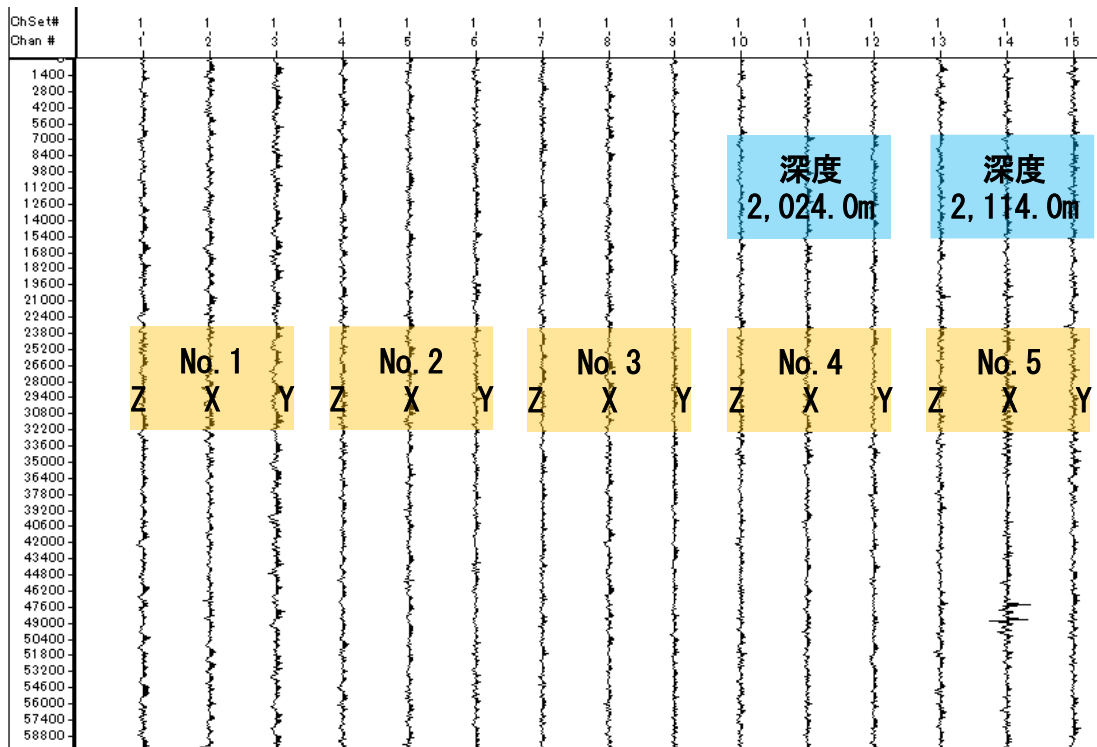 ChSet# 1 1 1 1 1 1 1 1 1 1 1 1 1 1 1
Chan # 1 2 3 4 5 6 7 8 9 10 11 12 13 14 15
0
1400
2800
4200
5600
7000
8400
9800
11200
12600
14000
15400
16800
18200
19600
21000
22400
23800
25200
26600
28000
29400
30800
32200
33600
35000
36400
37800
39200
40600
42000
43400
44800
46200
47600
49000
50400
51800
53200
54600
56000
57400
58800
深度
2,024.0m
深度
2,114.0m
No.1
Z X Y
No.2
Z X Y
No.3
Z X Y
No.4
Z X Y
No.5
Z X Y